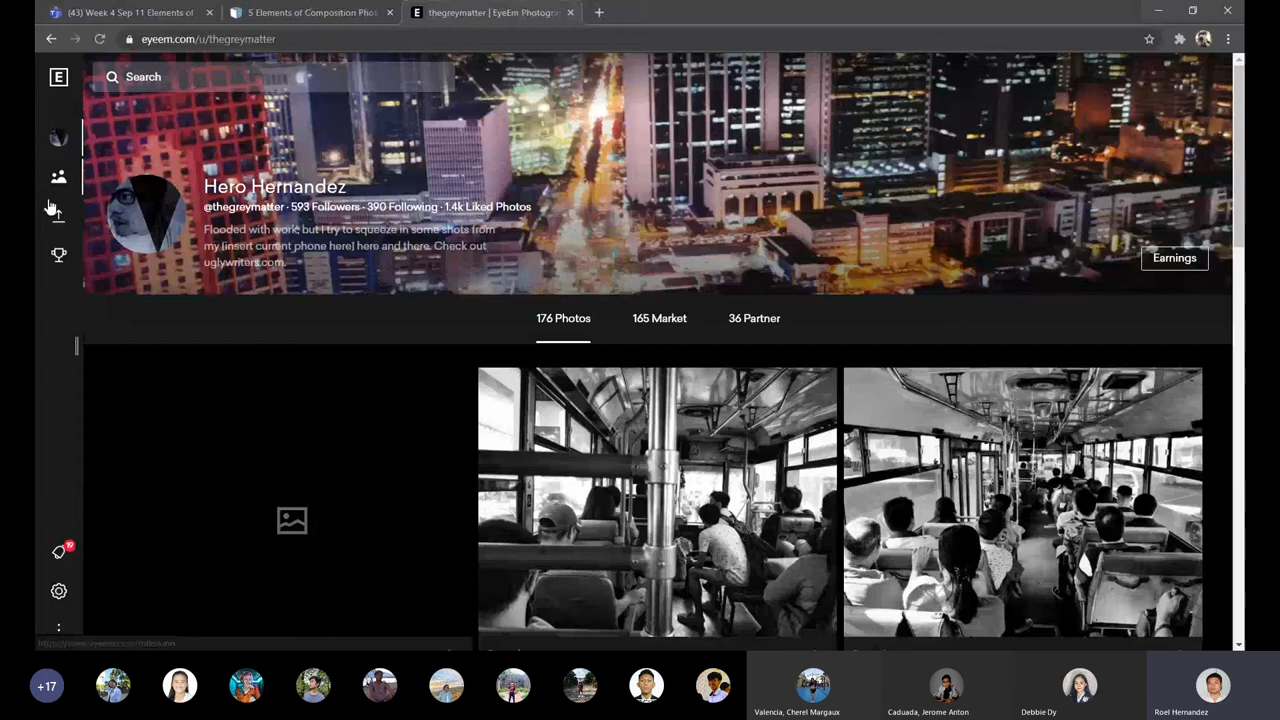 (43) Week 4 Sep 11 Elements of
5 Elements of Composition Phot
E
thegreymatter | EyeEm Photogra
eyeem.com/u/thegreymatter
E
Search
Hero Hernandez
@thegreymatter · 593 Followers · 390 Following · 1.4k Liked Photos
Flooded with work, but I try to squeeze in some shots from
my [insert current phone here] here and there. Check out
uglywriters.com.
Earnings
176 Photos
165 Market
36 Partner
19
+17
Valencia, Cherel Margaux
Caduada, Jerome Anton
Debbie Dy
Roel Hernandez